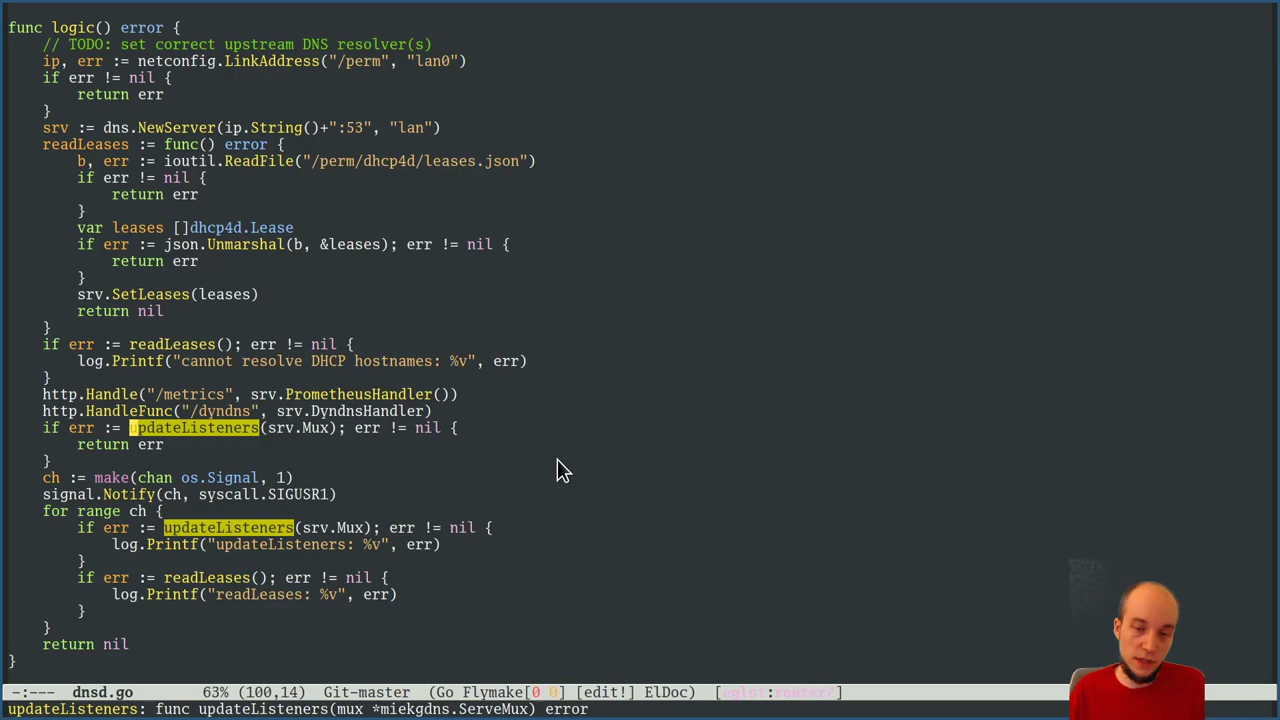 func logic() error {
    // TODO: set correct upstream DNS resolver(s)
    ip, err := netconfig.LinkAddress("/perm", "lan0")
    if err != nil {
        return err
    }
    srv := dns.NewServer(ip.String()+":53", "lan")
    readLeases := func() error {
        b, err := ioutil.ReadFile("/perm/dhcp4d/leases.json")
        if err != nil {
            return err
        }
        var leases []dhcp4d.Lease
        if err := json.Unmarshal(b, &leases); err != nil {
            return err
        }
        srv.SetLeases(leases)
        return nil
    }
    if err := readLeases(); err != nil {
        log.Printf("cannot resolve DHCP hostnames: %v", err)
    }
    http.Handle("/metrics", srv.PrometheusHandler())
    http.HandleFunc("/dyndns", srv.DyndnsHandler)
    if err := updateListeners(srv.Mux); err != nil {
        return err
    }
    ch := make(chan os.Signal, 1)
    signal.Notify(ch, syscall.SIGUSR1)
    for range ch {
        if err := updateListeners(srv.Mux); err != nil {
            log.Printf("updateListeners: %v", err)
        }
        if err := readLeases(); err != nil {
            log.Printf("readLeases: %v", err)
        }
    }
    return nil
}
-:--- dnsd.go 63% (100,14) Git-master (Go Flymake[0 0] [edit!] ElDoc) [eglot:router7]
updateListeners: func updateListeners(mux *miekgdns.ServeMux) error